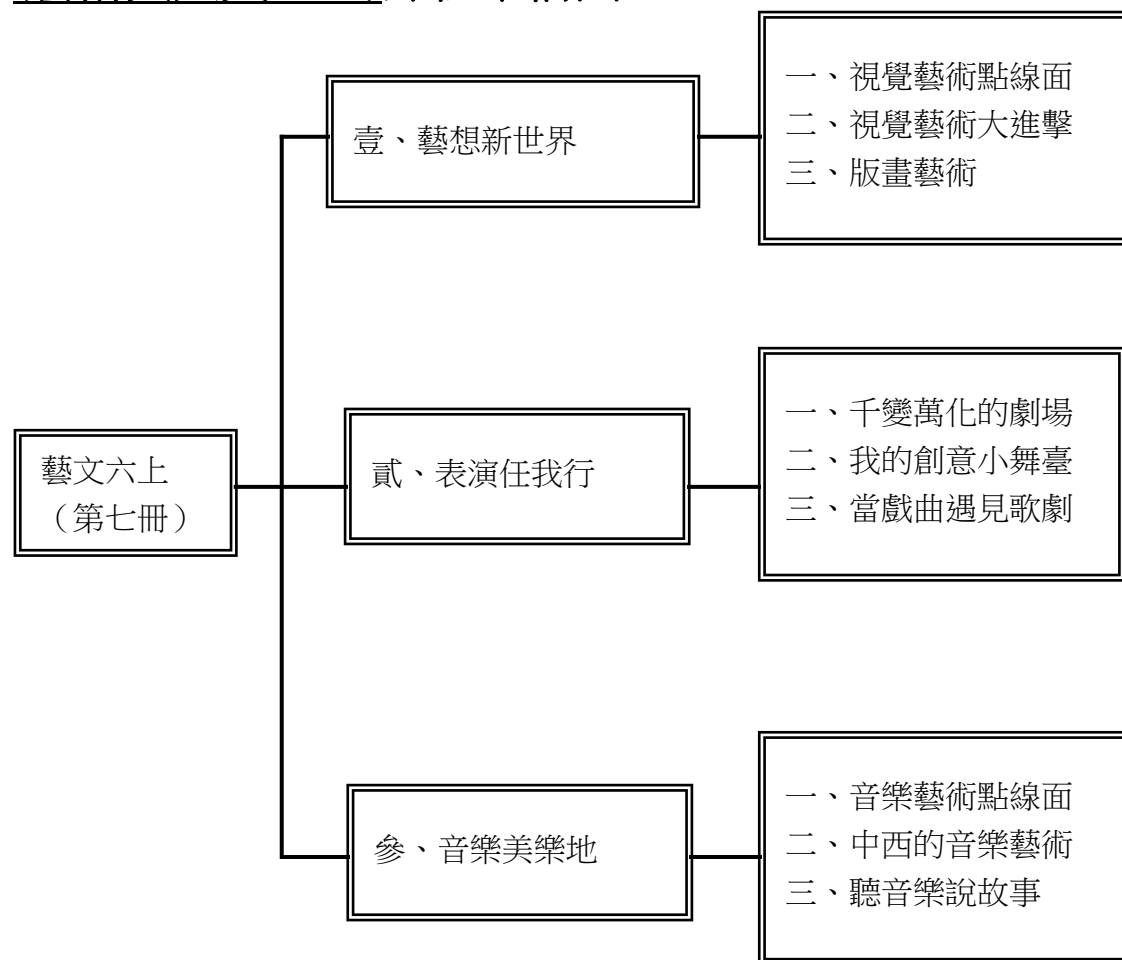 壹、藝想新世界
一、視覺藝術點線面
二、視覺藝術大進擊
三、版畫藝術
藝文六上
（第七冊）
貳、表演任我行
一、千變萬化的劇場
二、我的創意小舞臺
三、當戲曲遇見歌劇
參、音樂美樂地
一、音樂藝術點線面
二、中西的音樂藝術
三、聽音樂說故事